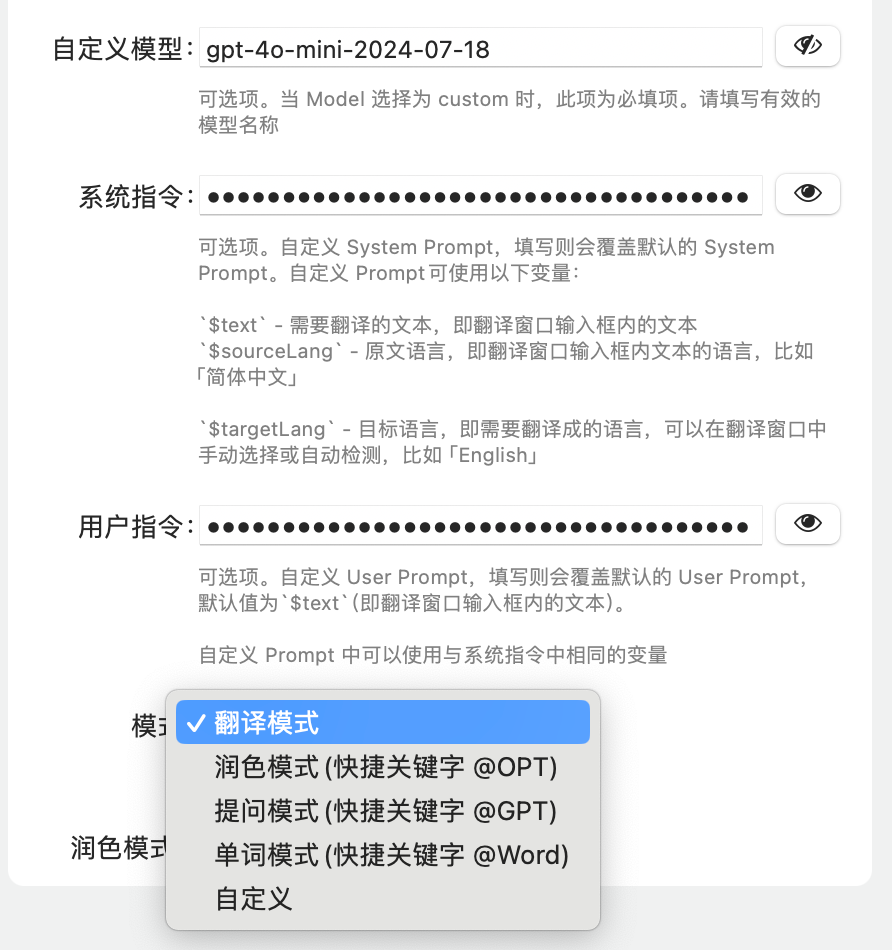 自定义模型：
gpt-4o-mini-2024-07-18
可选项。当 Model 选择为 custom 时，此项为必填项。请填写有效的
模型名称
系统指令：
●●●●●●●●●●●●●●●●●●●●●●●●●●●●●●●●●●●●
可选项。自定义 System Prompt，填写则会覆盖默认的 System
Prompt。自定义 Prompt可使用以下变量：
`$text` - 需要翻译的文本，即翻译窗口输入框内的文本
`$sourceLang` - 原文语言，即翻译窗口输入框内文本的语言，比如
「简体中文」
`$targetLang` - 目标语言，即需要翻译成的语言，可以在翻译窗口中
手动选择或自动检测，比如「English」
用户指令：
●●●●●●●●●●●●●●●●●●●●●●●●●●●●●●●●●●●●
可选项。自定义 User Prompt，填写则会覆盖默认的 User Prompt，
默认值为`$text`（即翻译窗口输入框内的文本）。
自定义 Prompt 中可以使用与系统指令中相同的变量
模式
✓ 翻译模式
润色模式 (快捷关键字 @OPT)
提问模式 (快捷关键字 @GPT)
单词模式 (快捷关键字 @Word)
自定义
润色模式